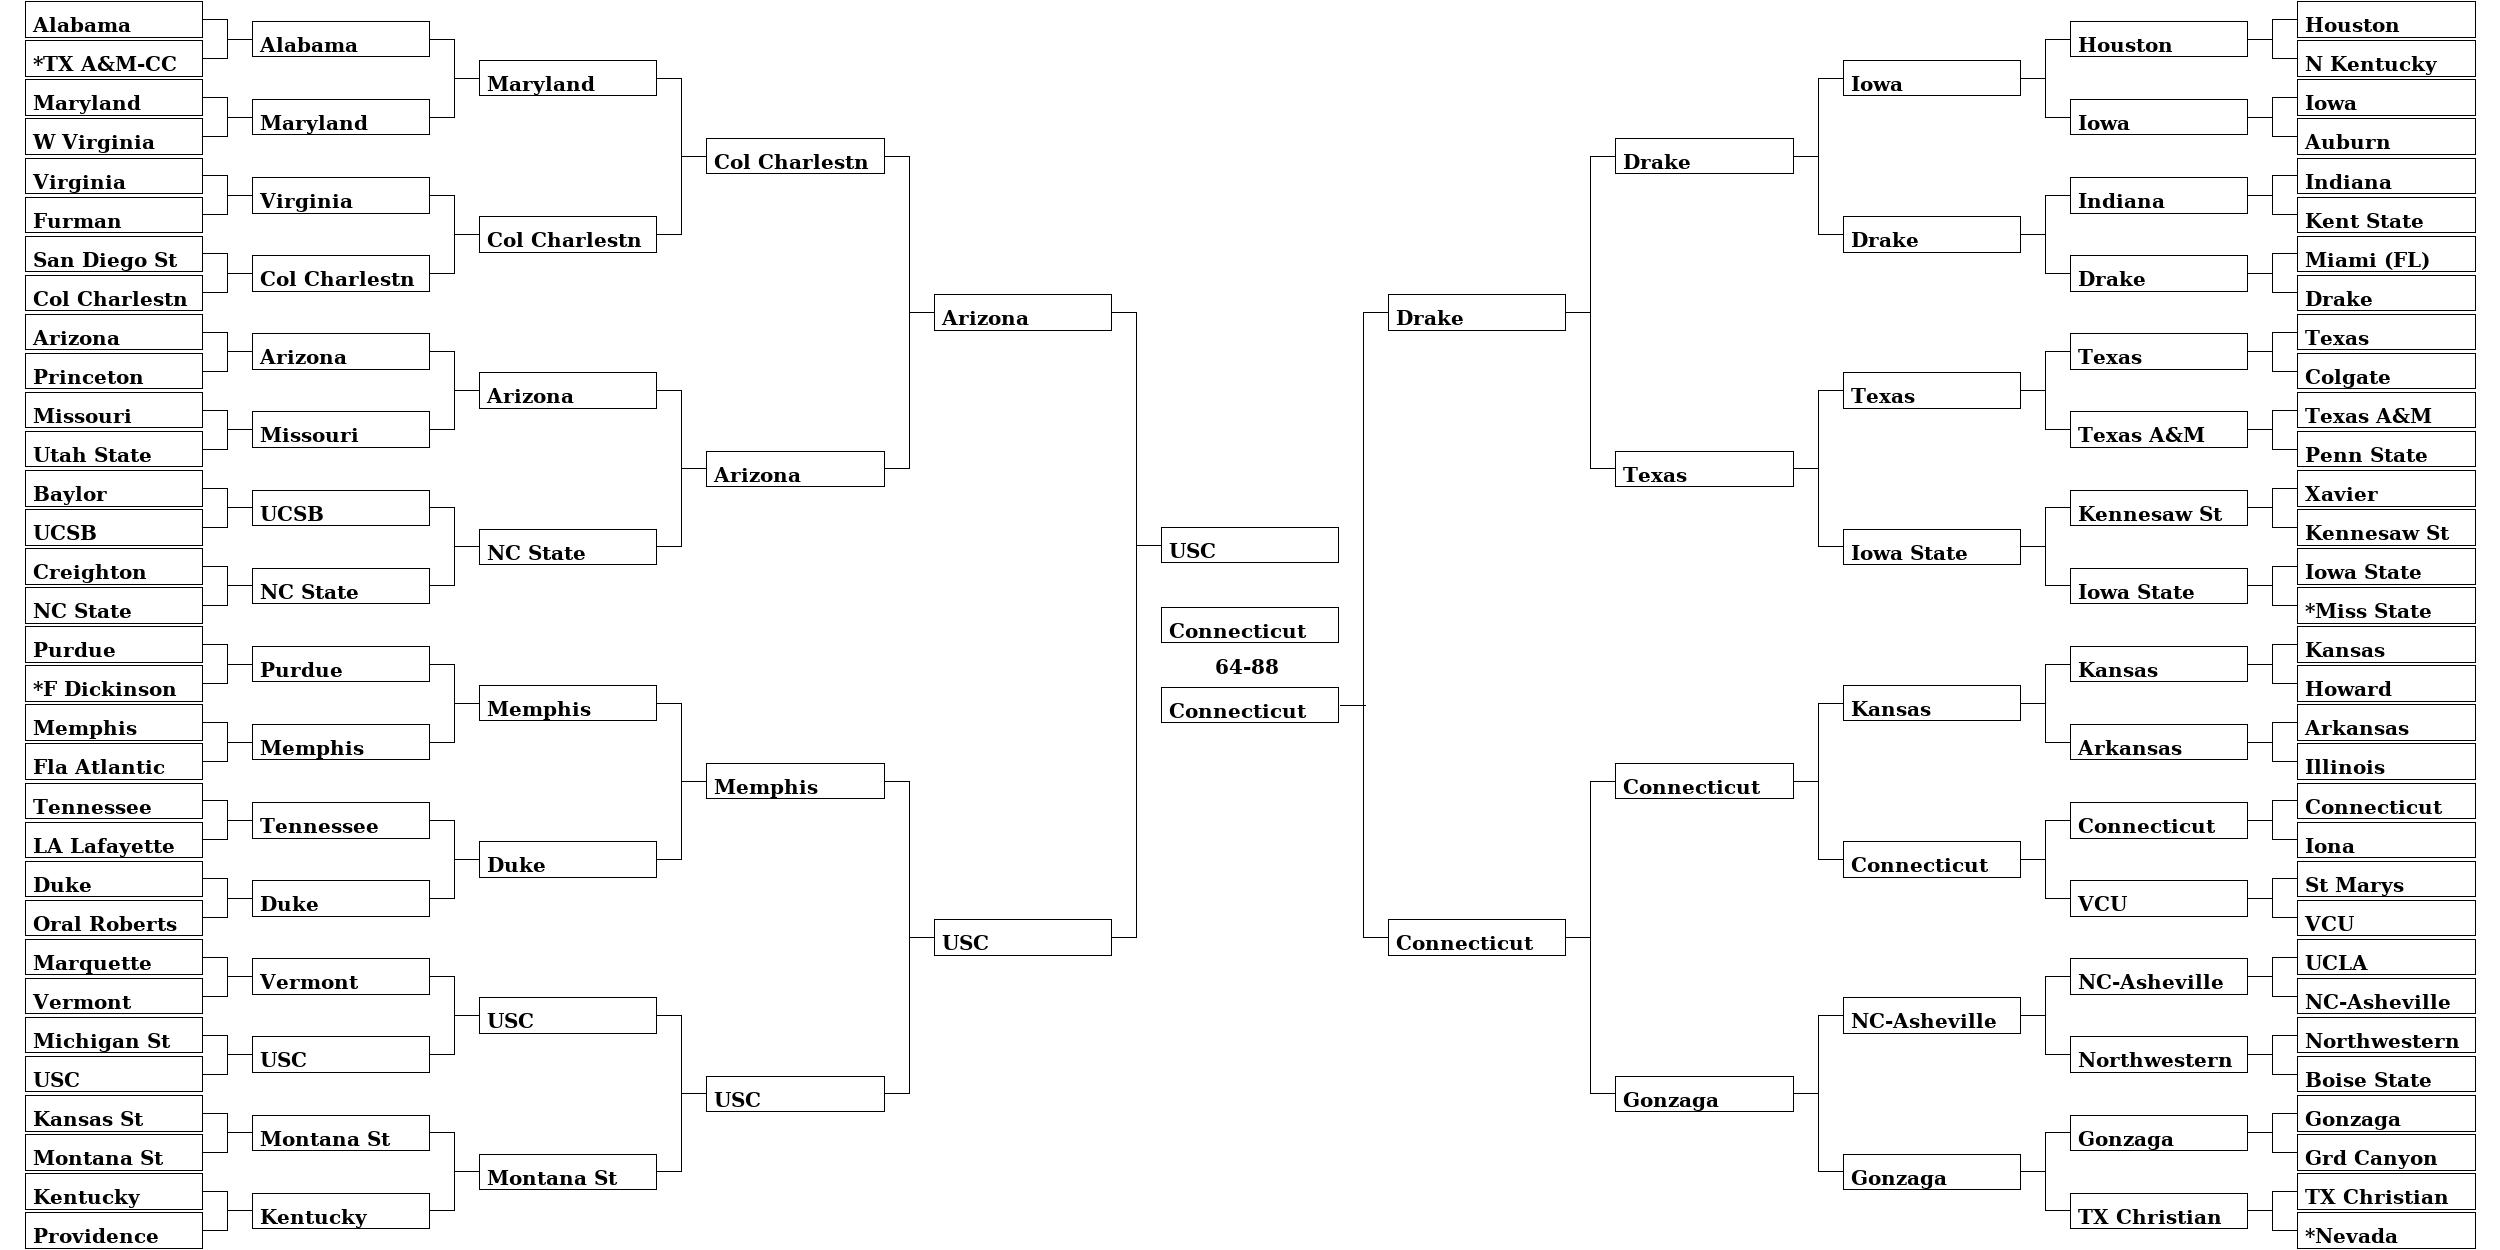 Alabama
*TX A&M-CC
Maryland
W Virginia
Virginia
Furman
San Diego St
Col Charlestn
Arizona
Princeton
Missouri
Utah State
Baylor
UCSB
Creighton
NC State
Purdue
*F Dickinson
Memphis
Fla Atlantic
Tennessee
LA Lafayette
Duke
Oral Roberts
Marquette
Vermont
Michigan St
USC
Kansas St
Montana St
Kentucky
Providence
Alabama
Maryland
Virginia
Col Charlestn
Arizona
Missouri
UCSB
NC State
Purdue
Memphis
Tennessee
Duke
Vermont
USC
Montana St
Kentucky
Maryland
Col Charlestn
Arizona
NC State
Memphis
Duke
USC
Montana St
Col Charlestn
Arizona
Memphis
USC
Arizona
USC
USC
Connecticut
64-88
Connecticut
Drake
Connecticut
Drake
Texas
Connecticut
Gonzaga
Iowa
Drake
Texas
Iowa State
Kansas
Connecticut
NC-Asheville
Gonzaga
Houston
Iowa
Indiana
Drake
Texas
Texas A&M
Kennesaw St
Iowa State
Kansas
Arkansas
Connecticut
VCU
NC-Asheville
Northwestern
Gonzaga
TX Christian
Houston
N Kentucky
Iowa
Auburn
Indiana
Kent State
Miami (FL)
Drake
Texas
Colgate
Texas A&M
Penn State
Xavier
Kennesaw St
Iowa State
*Miss State
Kansas
Howard
Arkansas
Illinois
Connecticut
Iona
St Marys
VCU
UCLA
NC-Asheville
Northwestern
Boise State
Gonzaga
Grd Canyon
TX Christian
*Nevada